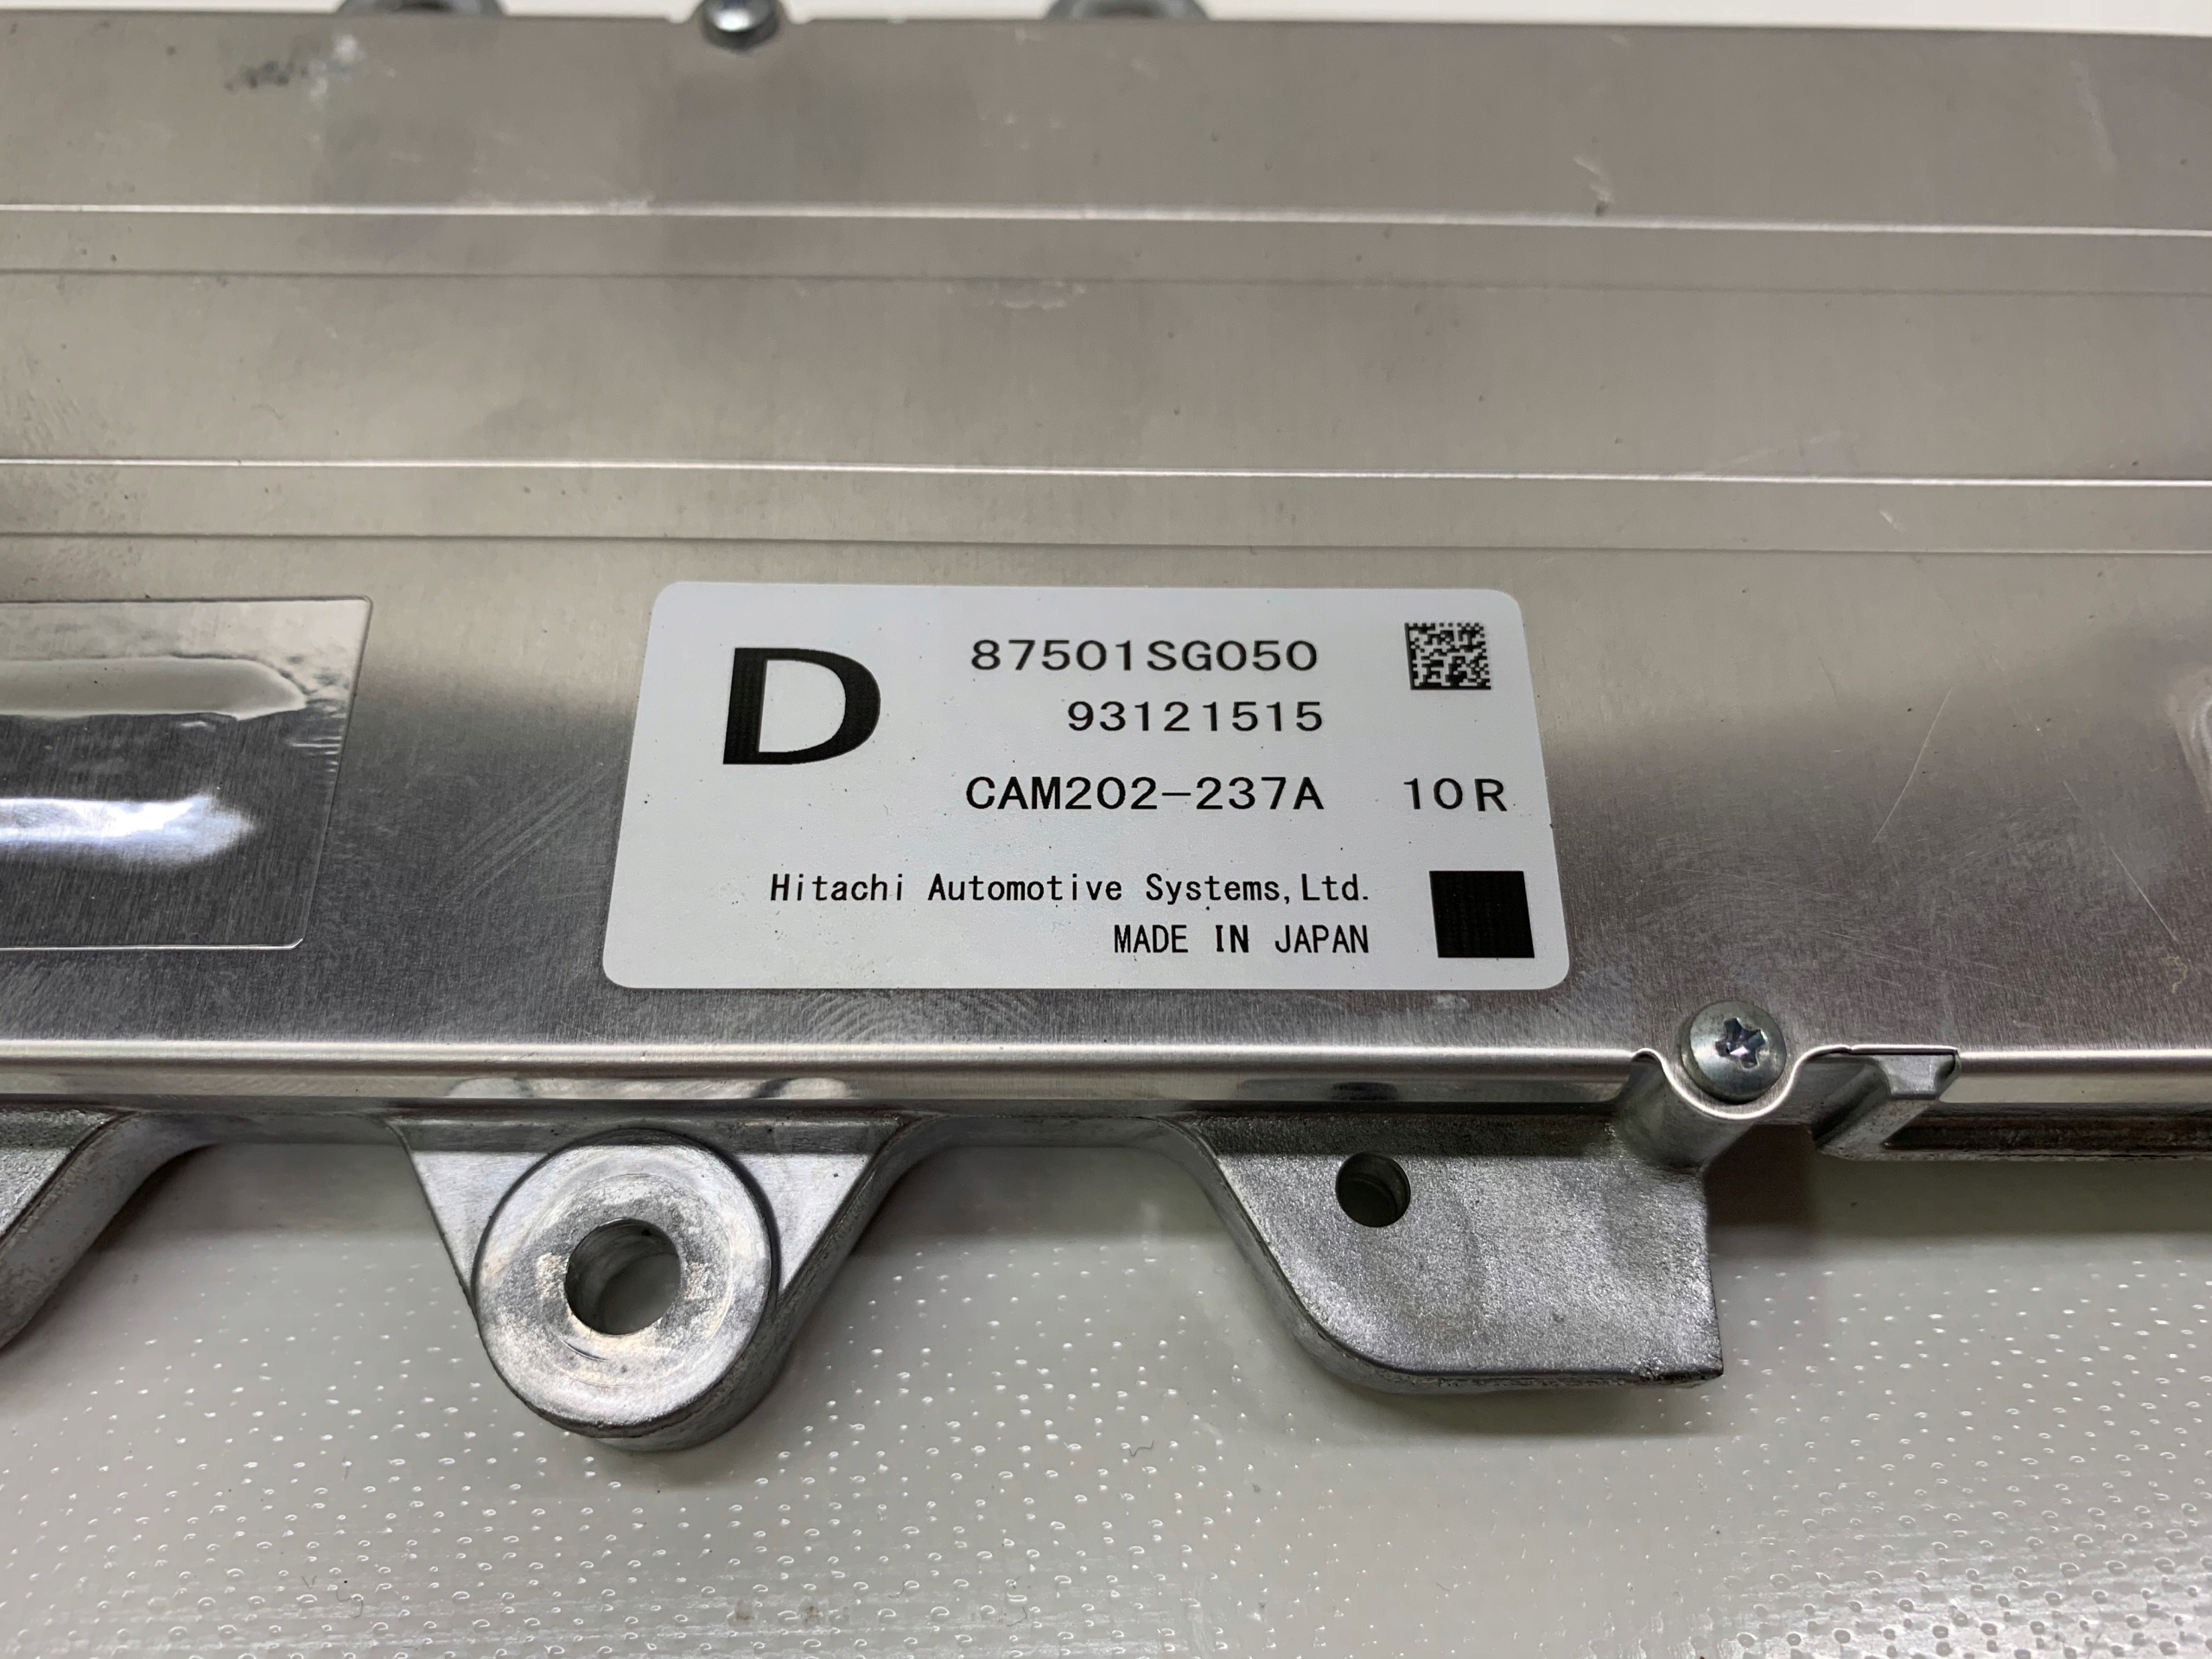 D
87501SG050
93121515
CAM202-237A 10R
Hitachi Automotive Systems,Ltd.
MADE IN JAPAN